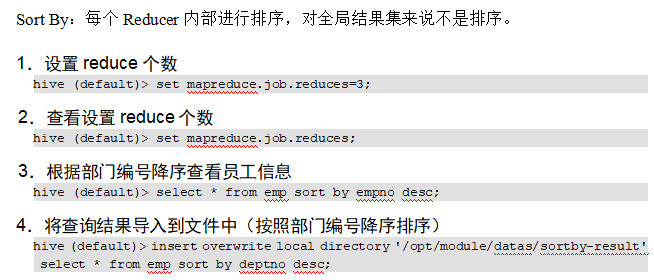 Sort By：每个 Reducer 内部进行排序，对全局结果集来说不是排序。
1．设置 reduce 个数
hive (default)> set mapreduce.job.reduces=3;
2．查看设置 reduce 个数
hive (default)> set mapreduce.job.reduces;
3．根据部门编号降序查看员工信息
hive (default)> select * from emp sort by empno desc;
4．将查询结果导入到文件中（按照部门编号降序排序）
hive (default)> insert overwrite local directory '/opt/module/datas/sortby-result'
select * from emp sort by deptno desc;